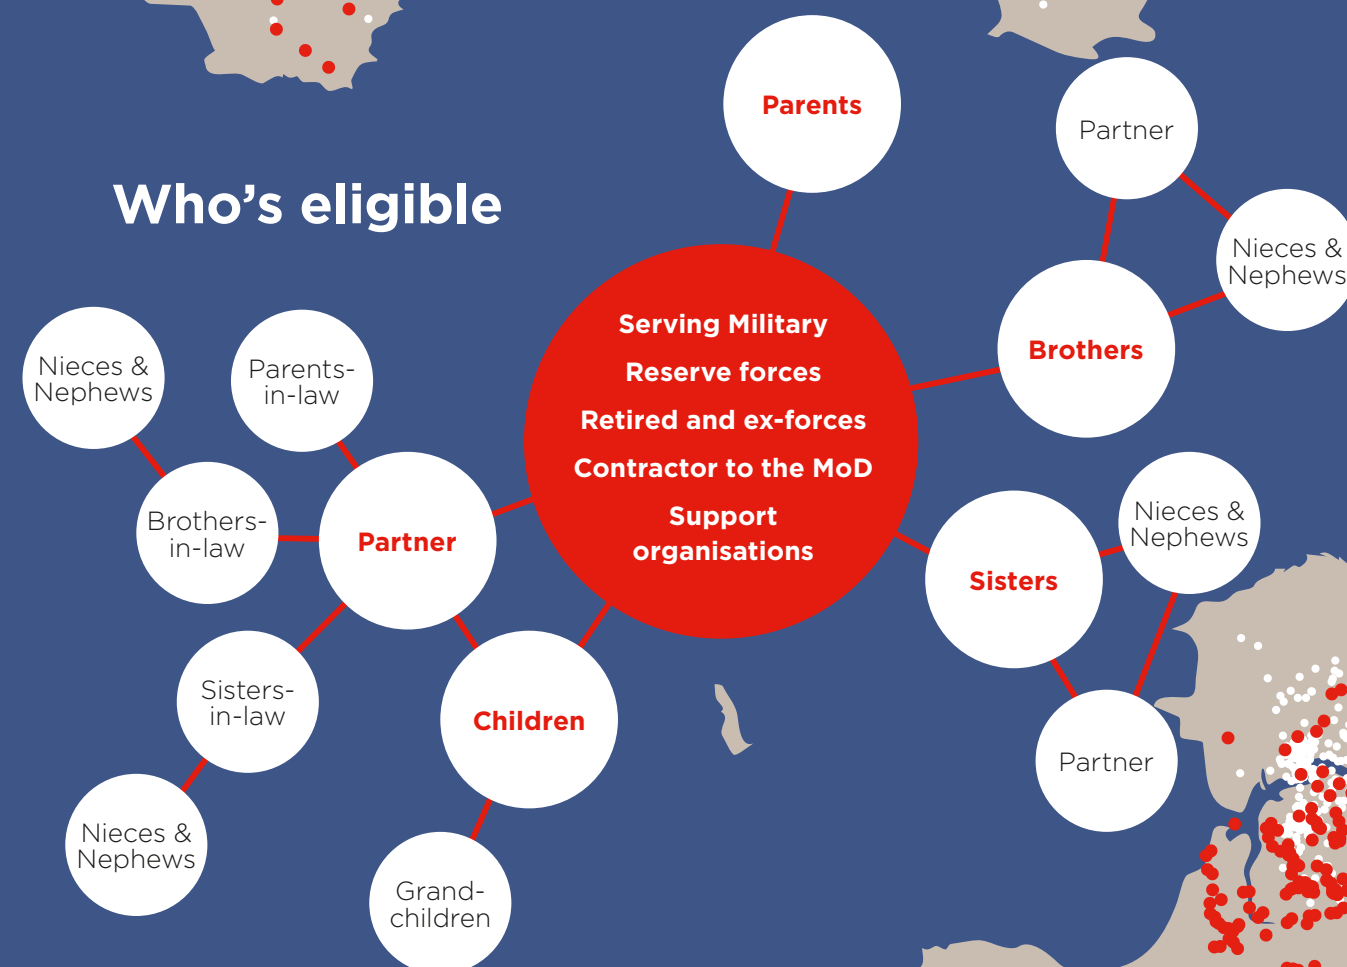 Who's eligible
Parents
Partner
Nieces &
Nephews
Brothers
Serving Military
Reserve forces
Retired and ex-forces
Contractor to the MoD
Support
organisations
Nieces &
Nephews
Parents-
in-law
Brothers-
in-law
Partner
Sisters-
in-law
Nieces &
Nephews
Children
Grand-
children
Sisters
Nieces &
Nephews
Partner